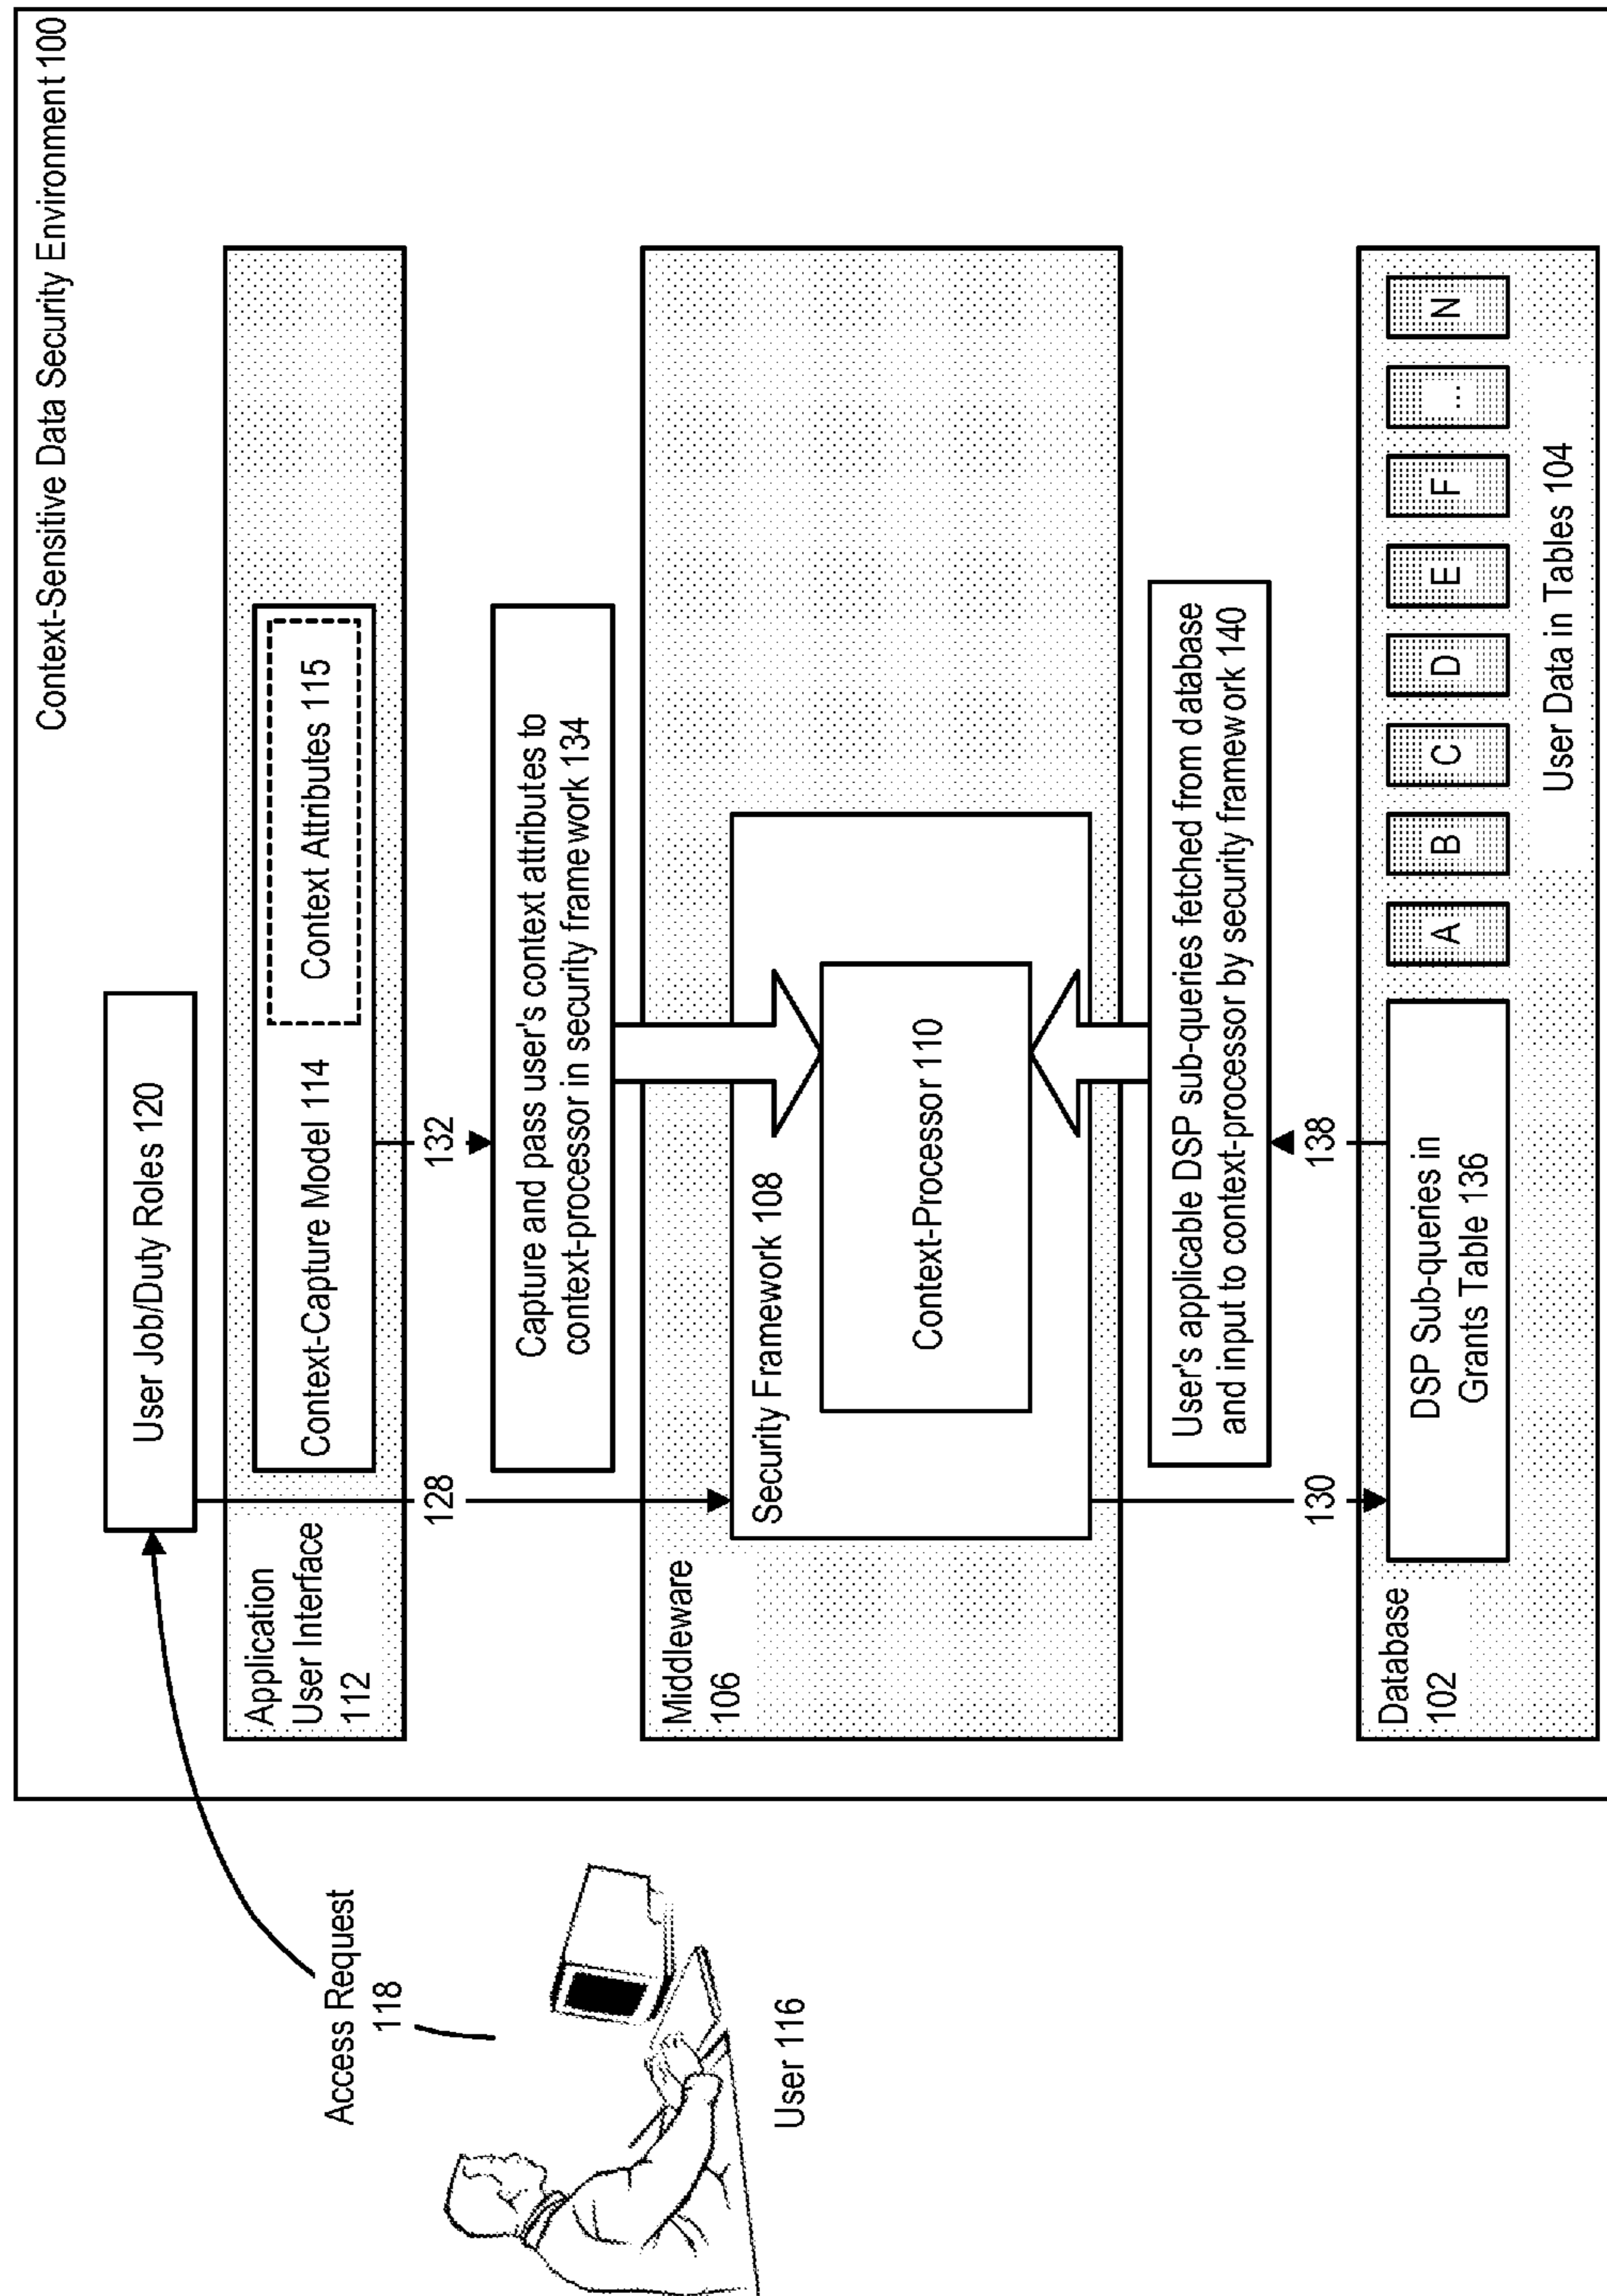 Context-Sensitive Data Security Environment 100
Access Request
118
User 116
User Job/Duty Roles 120
Application
User Interface
112
Context-Capture Model 114
Context Attributes 115
128
132
Capture and pass user's context attributes to
context-processor in security framework 134
Middleware
106
Security Framework 108
Context-Processor 110
User's applicable DSP sub-queries fetched from database
and input to context-processor by security framework 140
130
138
Database
102
DSP Sub-queries in
Grants Table 136
A
B
C
D
E
F
...
N
User Data in Tables 104